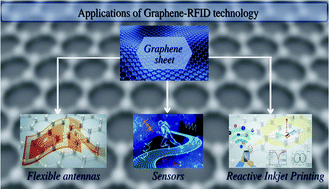 Applications of Graphene-RFID technology
Graphene
sheet
Flexible antennas
Sensors
Reactive Inkjet Printing